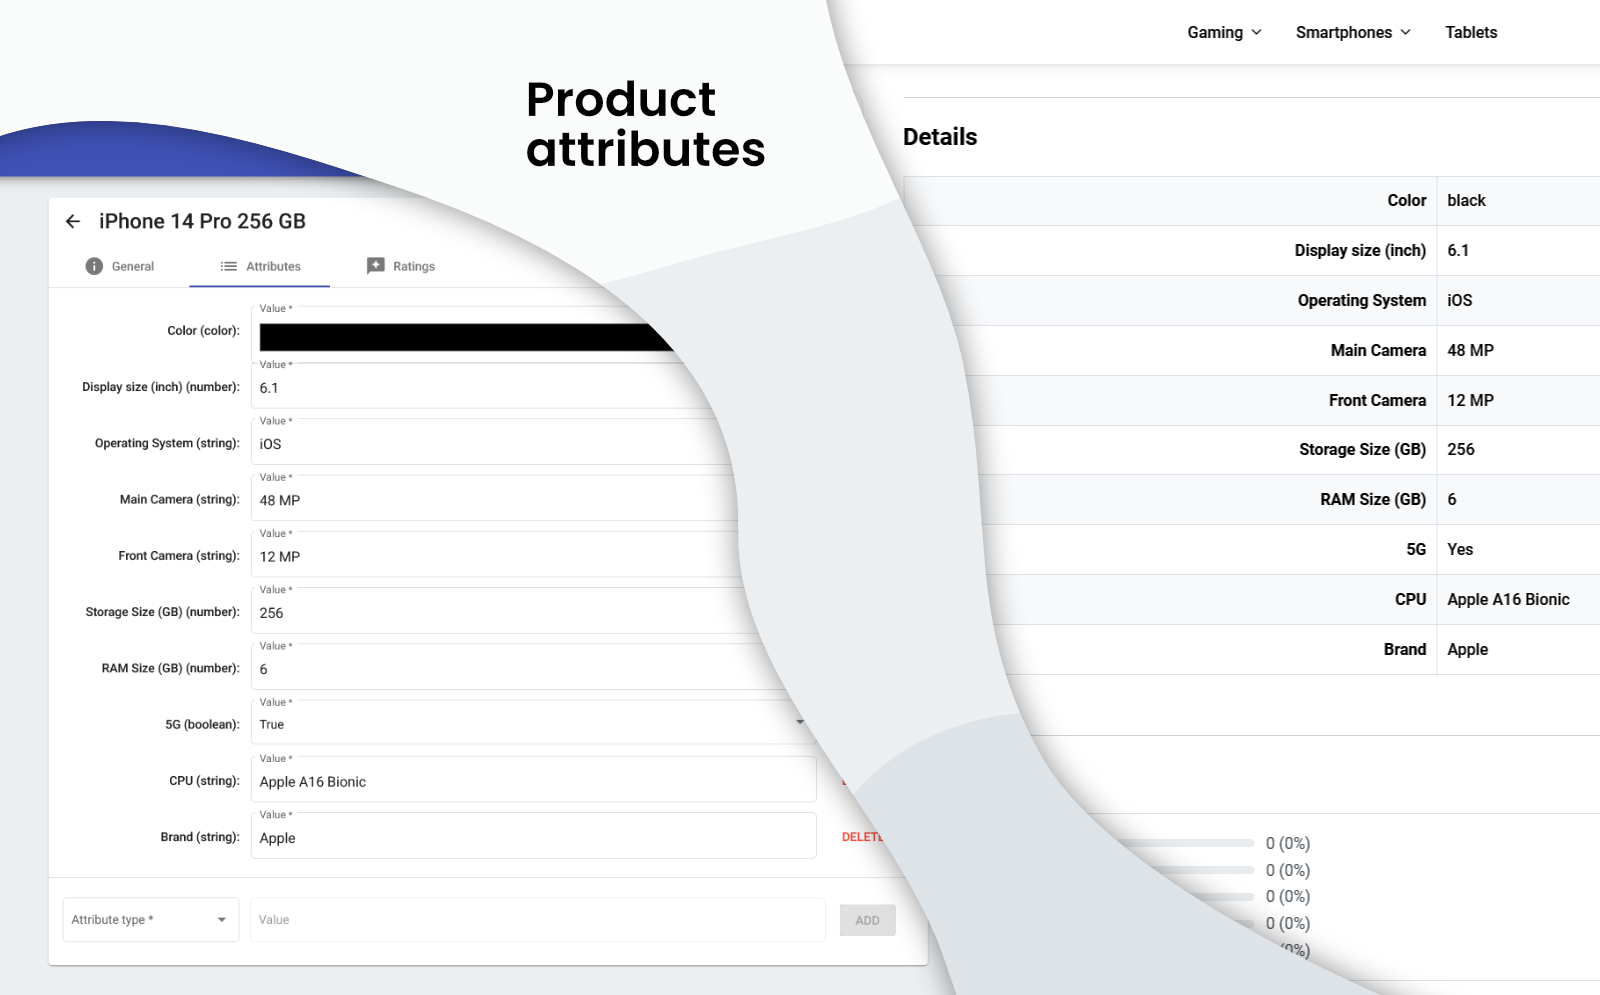 Product
attributes
iPhone 14 Pro 256 GB
General
Attributes
Ratings
Value *
Color (color):
Value *
Display size (inch) (number):
6.1
Value *
Operating System (string):
iOS
Value *
Main Camera (string):
48 MP
Value *
Front Camera (string):
12 MP
Value *
Storage Size (GB) (number):
256
Value *
RAM Size (GB) (number):
6
Value *
5G (boolean):
True
Value *
CPU (string):
Apple A16 Bionic
Value *
Brand (string):
Apple
DELETE
Attribute type *
Value
ADD
Gaming
Smartphones
Tablets
Details
Color black
Display size (inch) 6.1
Operating System iOS
Main Camera 48 MP
Front Camera 12 MP
Storage Size (GB) 256
RAM Size (GB) 6
5G Yes
CPU Apple A16 Bionic
Brand Apple
0 (0%)
0 (0%)
0 (0%)
0 (0%)
(0%)